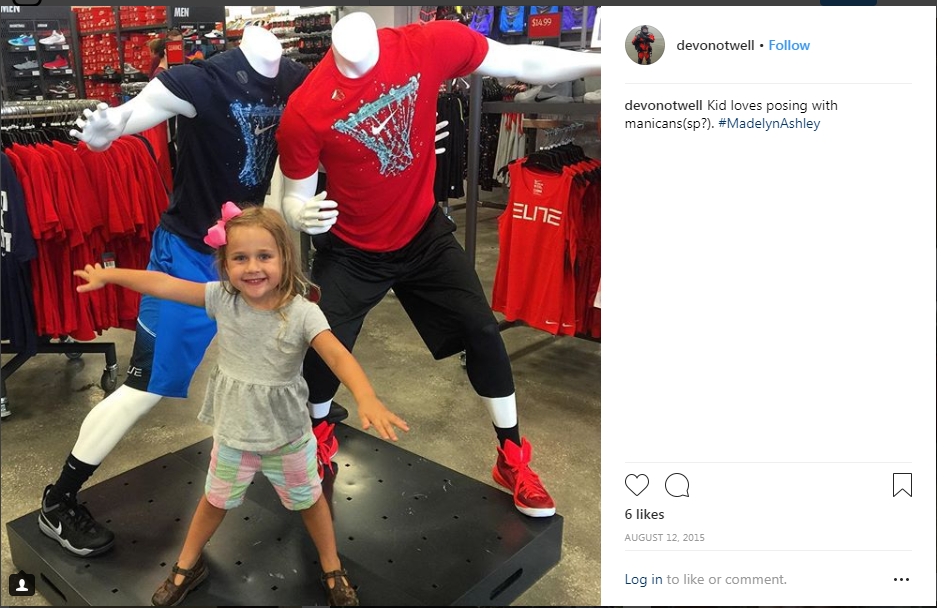 MEN
MEN
$14.99
ELITE
devonotwell • Follow
devonotwell Kid loves posing with
manicans(sp?). #MadelynAshley
6 likes
AUGUST 12, 2015
Log in to like or comment.